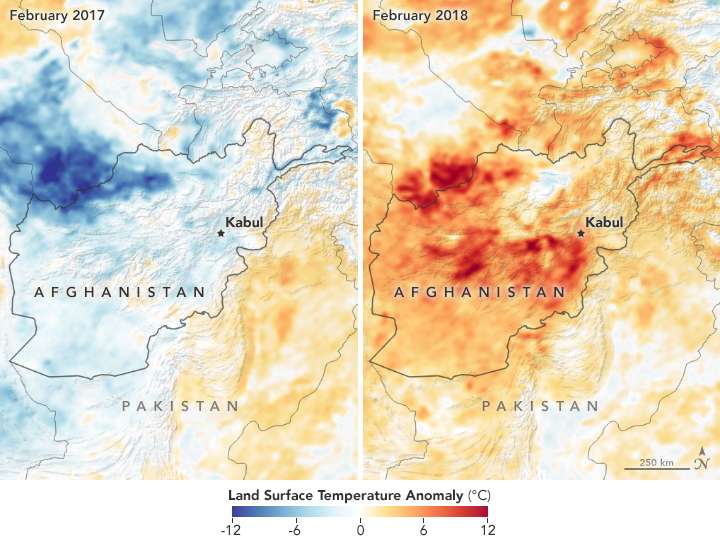 February 2017
February 2018
Kabul
Kabul
AFGHANISTAN
AFGHANISTAN
PAKISTAN
PAKISTAN
250 km
N
Land Surface Temperature Anomaly (°C)
-12 -6 0 6 12